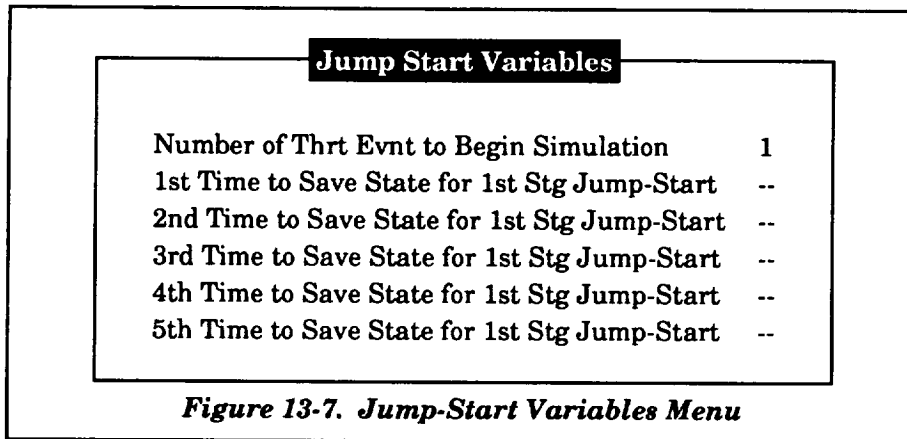 Jump Start Variables
Number of Thrt Evnt to Begin Simulation 1
1st Time to Save State for 1st Stg Jump-Start --
2nd Time to Save State for 1st Stg Jump-Start --
3rd Time to Save State for 1st Stg Jump-Start --
4th Time to Save State for 1st Stg Jump-Start --
5th Time to Save State for 1st Stg Jump-Start --
Figure 13-7. Jump-Start Variables Menu